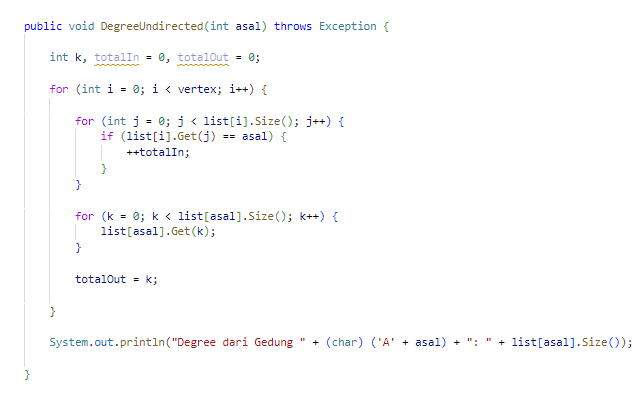 public void DegreeUndirected(int asal) throws Exception {
int k, totalIn = 0, totalOut = 0;
for (int i = 0; i < vertex; i++) {
for (int j = 0; j < list[i].Size(); j++) {
if (list[i].Get(j) == asal) {
++totalIn;
}
}
for (k = 0; k < list[asal].Size(); k++) {
list[asal].Get(k);
}
totalOut = k;
}
System.out.println("Degree dari Gedung " + (char) ('A' + asal) + ": " + list[asal].Size());
}